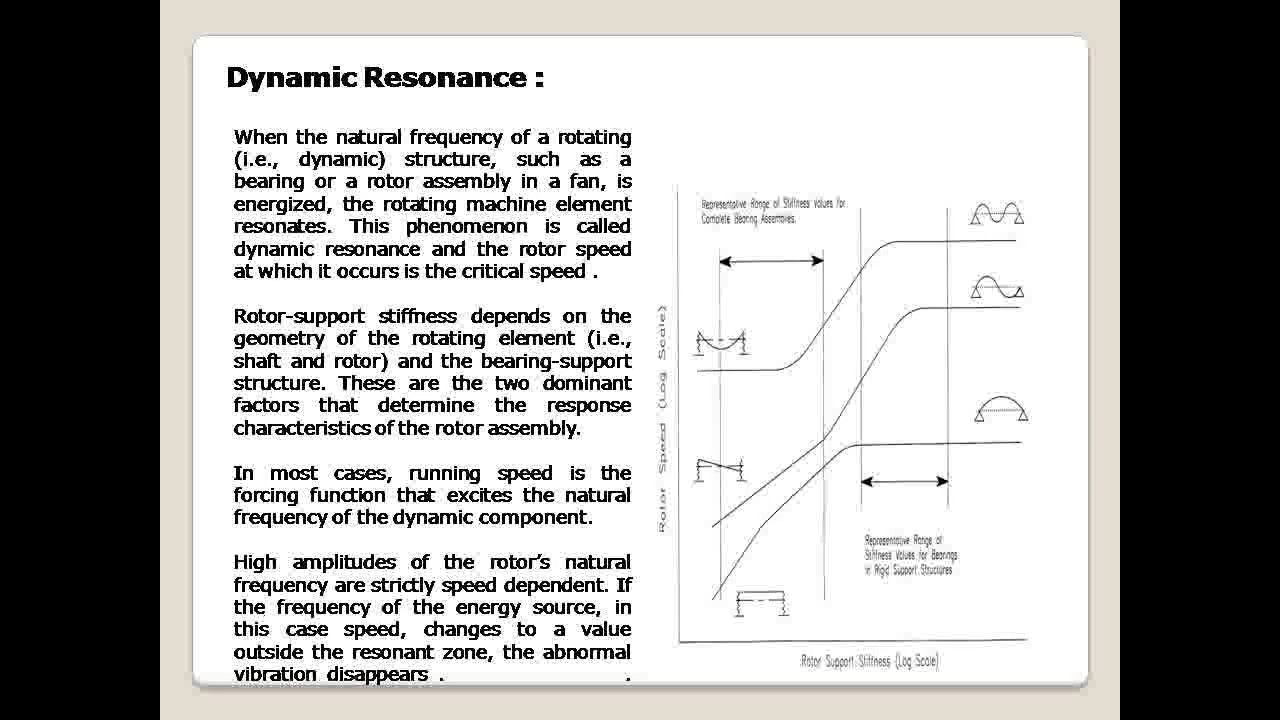 Dynamic Resonance :
When the natural frequency of a rotating
(i.e., dynamic) structure, such as a
bearing or a rotor assembly in a fan, is
energized, the rotating machine element
resonates. This phenomenon is called
dynamic resonance and the rotor speed
at which it occurs is the critical speed .
Rotor-support stiffness depends on the
geometry of the rotating element (i.e.,
shaft and rotor) and the bearing-support
structure. These are the two dominant
factors that determine the response
characteristics of the rotor assembly.
In most cases, running speed is the
forcing function that excites the natural
frequency of the dynamic component.
High amplitudes of the rotor’s natural
frequency are strictly speed dependent. If
the frequency of the energy source, in
this case speed, changes to a value
outside the resonant zone, the abnormal
vibration disappears . .
Representative Range of Stiffness Values for
Complete Bearing Assemblies.
Rotor Speed (Log Scale)
Representative Range of
Stiffness Values for Bearings
in Rigid Support Structures
Rotor Support Stiffness (Log Scale)